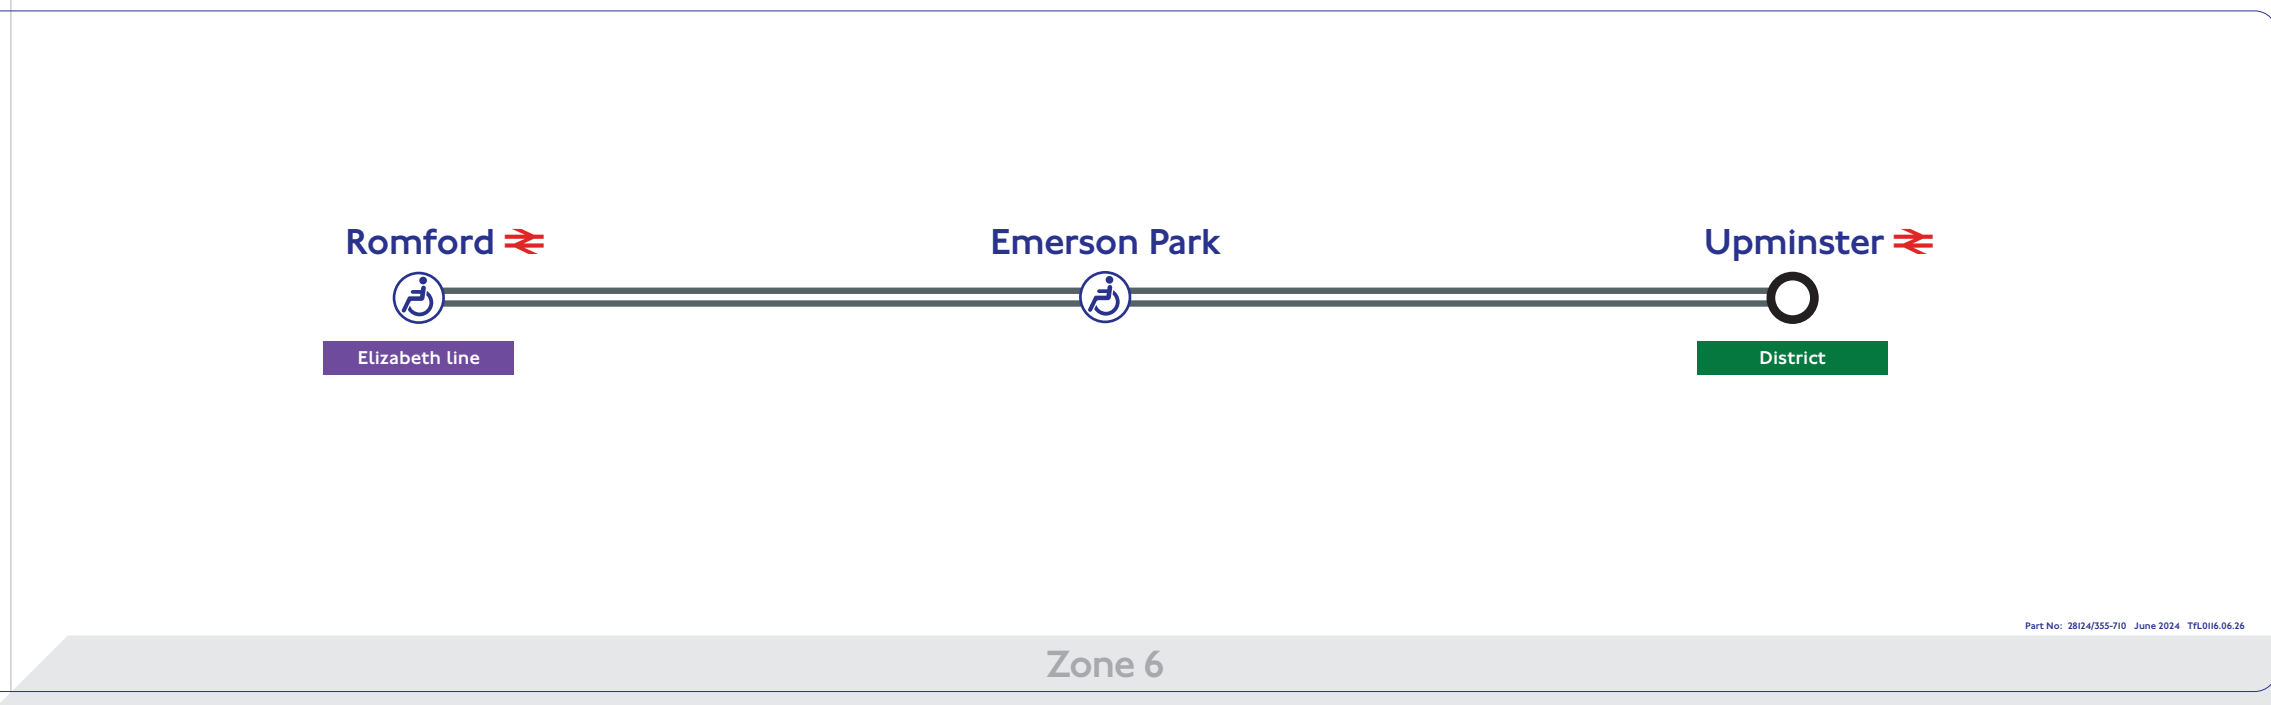 Romford
Emerson Park
Upminster
Elizabeth line
District
Part No: 28124/355-710 June 2024 TfL0116.06.26
Zone 6